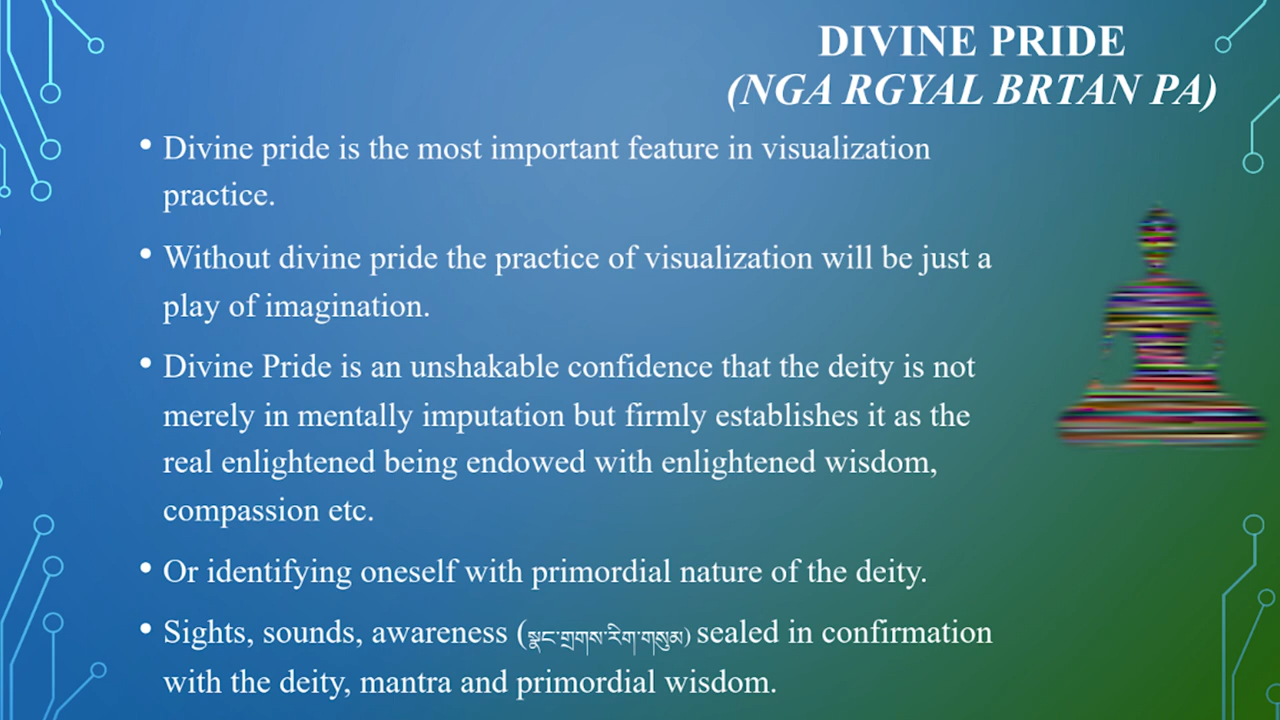 DIVINE PRIDE
(NGA RGYAL BRTAN PA)
• Divine pride is the most important feature in visualization
practice.
• Without divine pride the practice of visualization will be just a
play of imagination.
• Divine Pride is an unshakable confidence that the deity is not
merely in mentally imputation but firmly establishes it as the
real enlightened being endowed with enlightened wisdom,
compassion etc.
• Or identifying oneself with primordial nature of the deity.
• Sights, sounds, awareness (སྣང་གྲགས་རིག་གསུམ) sealed in confirmation
with the deity, mantra and primordial wisdom.